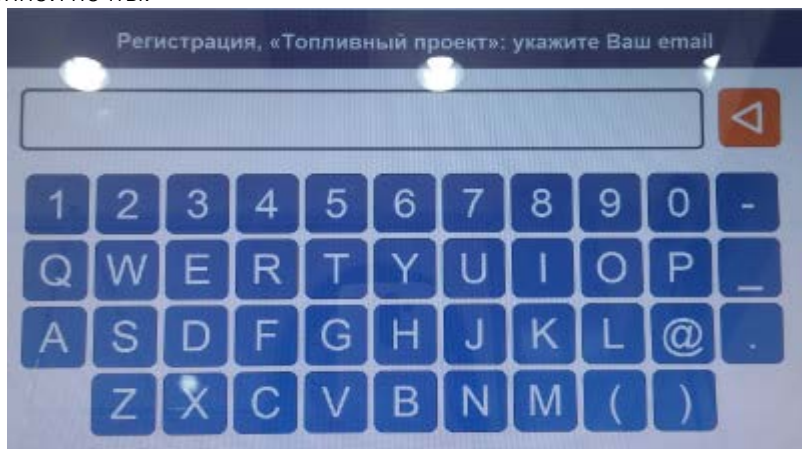 Регистрация, «Топливный проект»: укажите Ваш email
1 2 3 4 5 6 7 8 9 0 -
Q W E R T Y U I O P _
A S D F G H J K L @ .
Z X C V B N M ( )